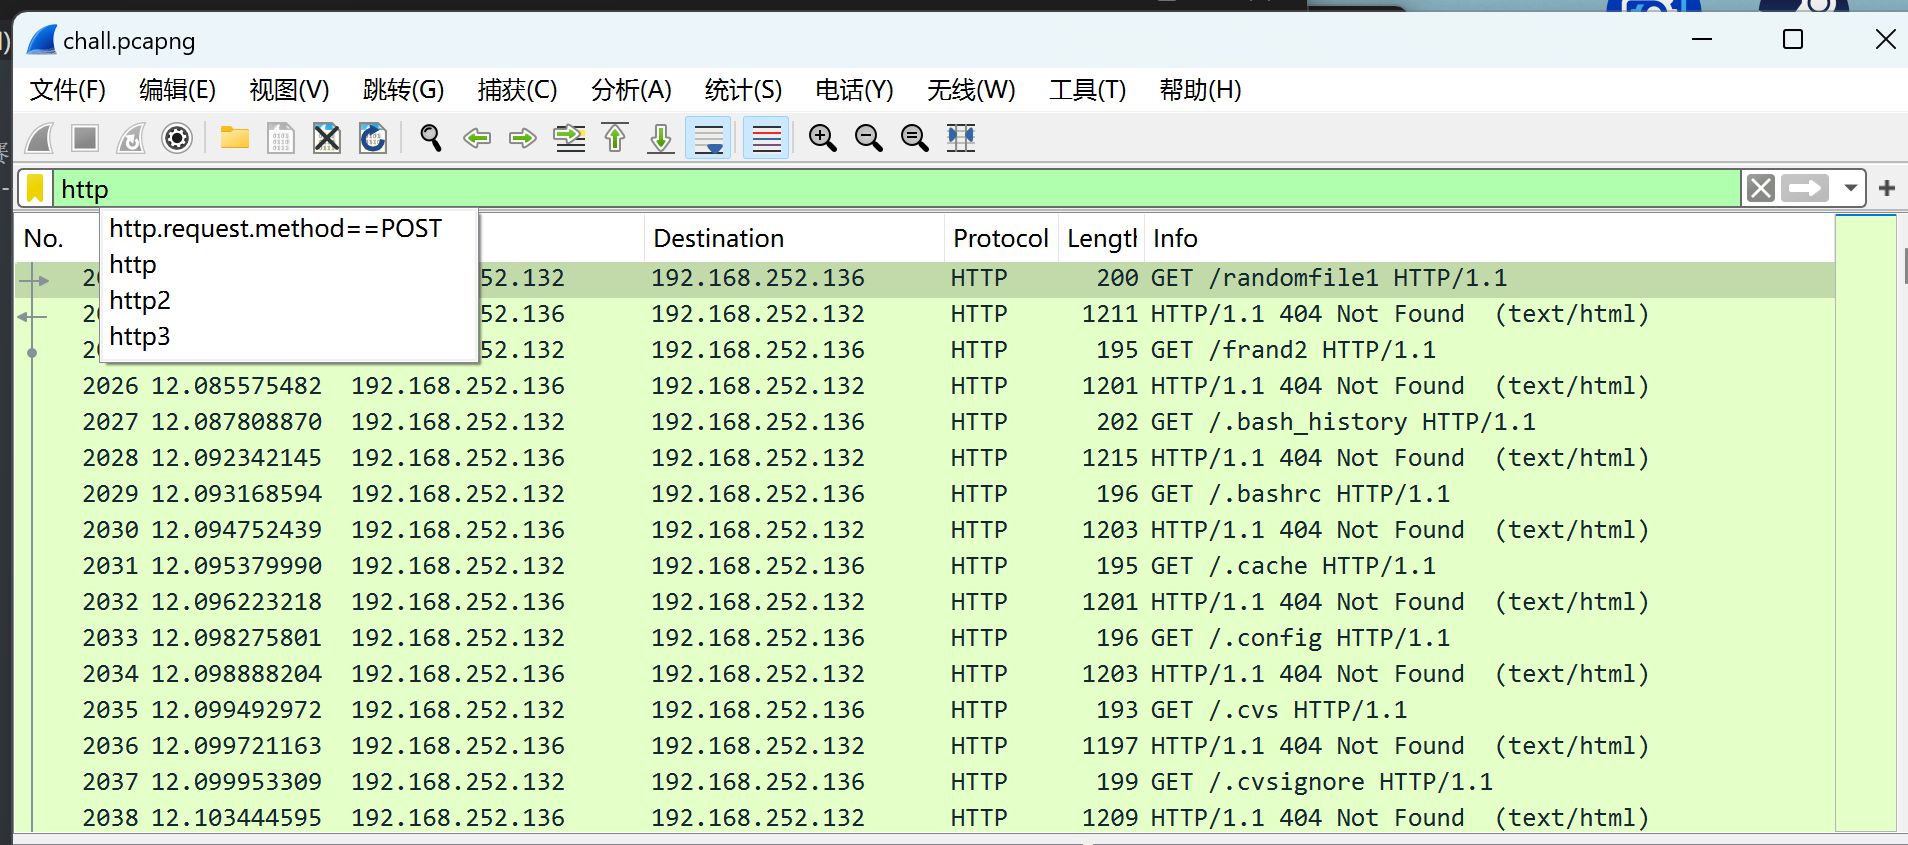 chall.pcapng
文件(F) 编辑(E) 视图(V) 跳转(G) 捕获(C) 分析(A) 统计(S) 电话(Y) 无线(W) 工具(T) 帮助(H)
http
http.request.method==POST
http
http2
http3
No. Destination Protocol Length Info
52.132 192.168.252.136 HTTP 200 GET /randomfile1 HTTP/1.1
52.136 192.168.252.132 HTTP 1211 HTTP/1.1 404 Not Found (text/html)
52.132 192.168.252.136 HTTP 195 GET /frand2 HTTP/1.1
2026 12.085575482 192.168.252.136 192.168.252.132 HTTP 1201 HTTP/1.1 404 Not Found (text/html)
2027 12.087808870 192.168.252.132 192.168.252.136 HTTP 202 GET /.bash_history HTTP/1.1
2028 12.092342145 192.168.252.136 192.168.252.132 HTTP 1215 HTTP/1.1 404 Not Found (text/html)
2029 12.093168594 192.168.252.132 192.168.252.136 HTTP 196 GET /.bashrc HTTP/1.1
2030 12.094752439 192.168.252.136 192.168.252.132 HTTP 1203 HTTP/1.1 404 Not Found (text/html)
2031 12.095379990 192.168.252.132 192.168.252.136 HTTP 195 GET /.cache HTTP/1.1
2032 12.096223218 192.168.252.136 192.168.252.132 HTTP 1201 HTTP/1.1 404 Not Found (text/html)
2033 12.098275801 192.168.252.132 192.168.252.136 HTTP 196 GET /.config HTTP/1.1
2034 12.098888204 192.168.252.136 192.168.252.132 HTTP 1203 HTTP/1.1 404 Not Found (text/html)
2035 12.099492972 192.168.252.132 192.168.252.136 HTTP 193 GET /.cvs HTTP/1.1
2036 12.099721163 192.168.252.136 192.168.252.132 HTTP 1197 HTTP/1.1 404 Not Found (text/html)
2037 12.099953309 192.168.252.132 192.168.252.136 HTTP 199 GET /.cvsignore HTTP/1.1
2038 12.103444595 192.168.252.136 192.168.252.132 HTTP 1209 HTTP/1.1 404 Not Found (text/html)